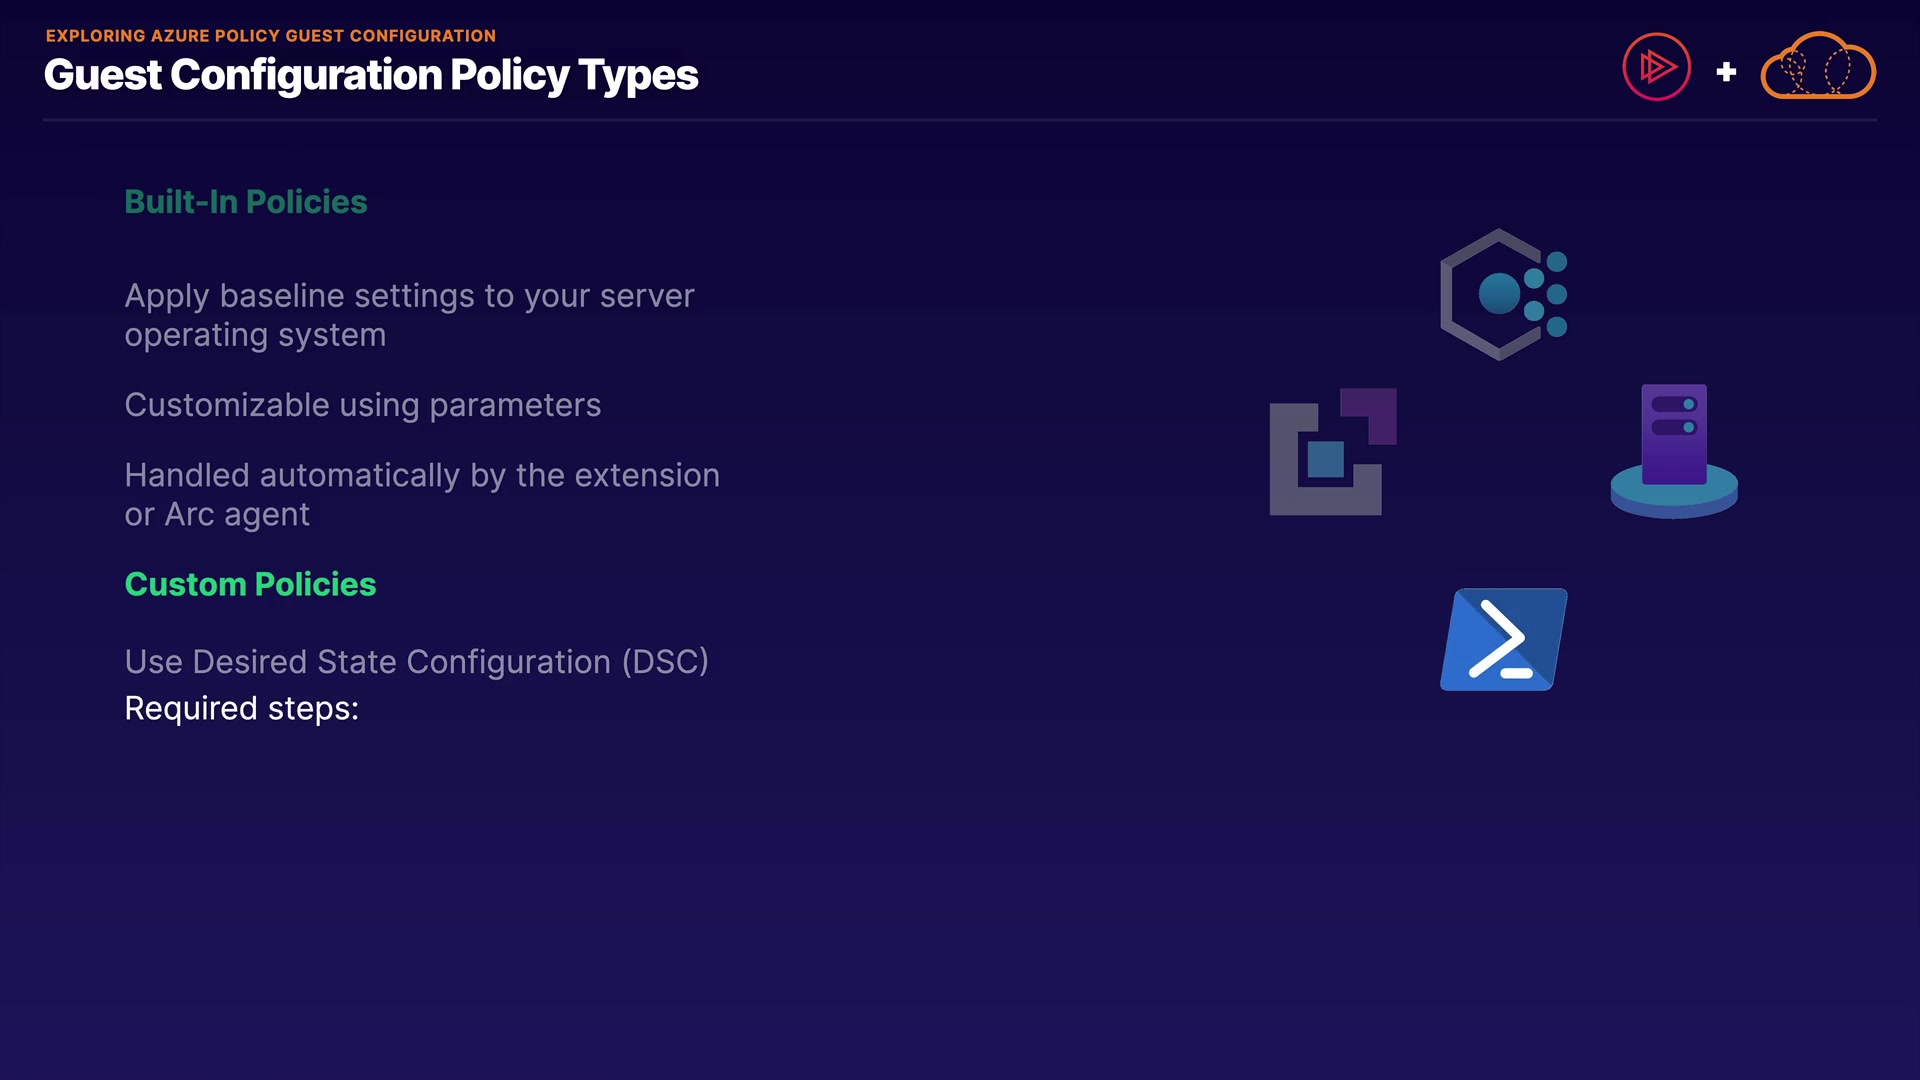 EXPLORING AZURE POLICY GUEST CONFIGURATION
Guest Configuration Policy Types
Built-In Policies
Apply baseline settings to your server
operating system
Customizable using parameters
Handled automatically by the extension
or Arc agent
Custom Policies
Use Desired State Configuration (DSC)
Required steps: